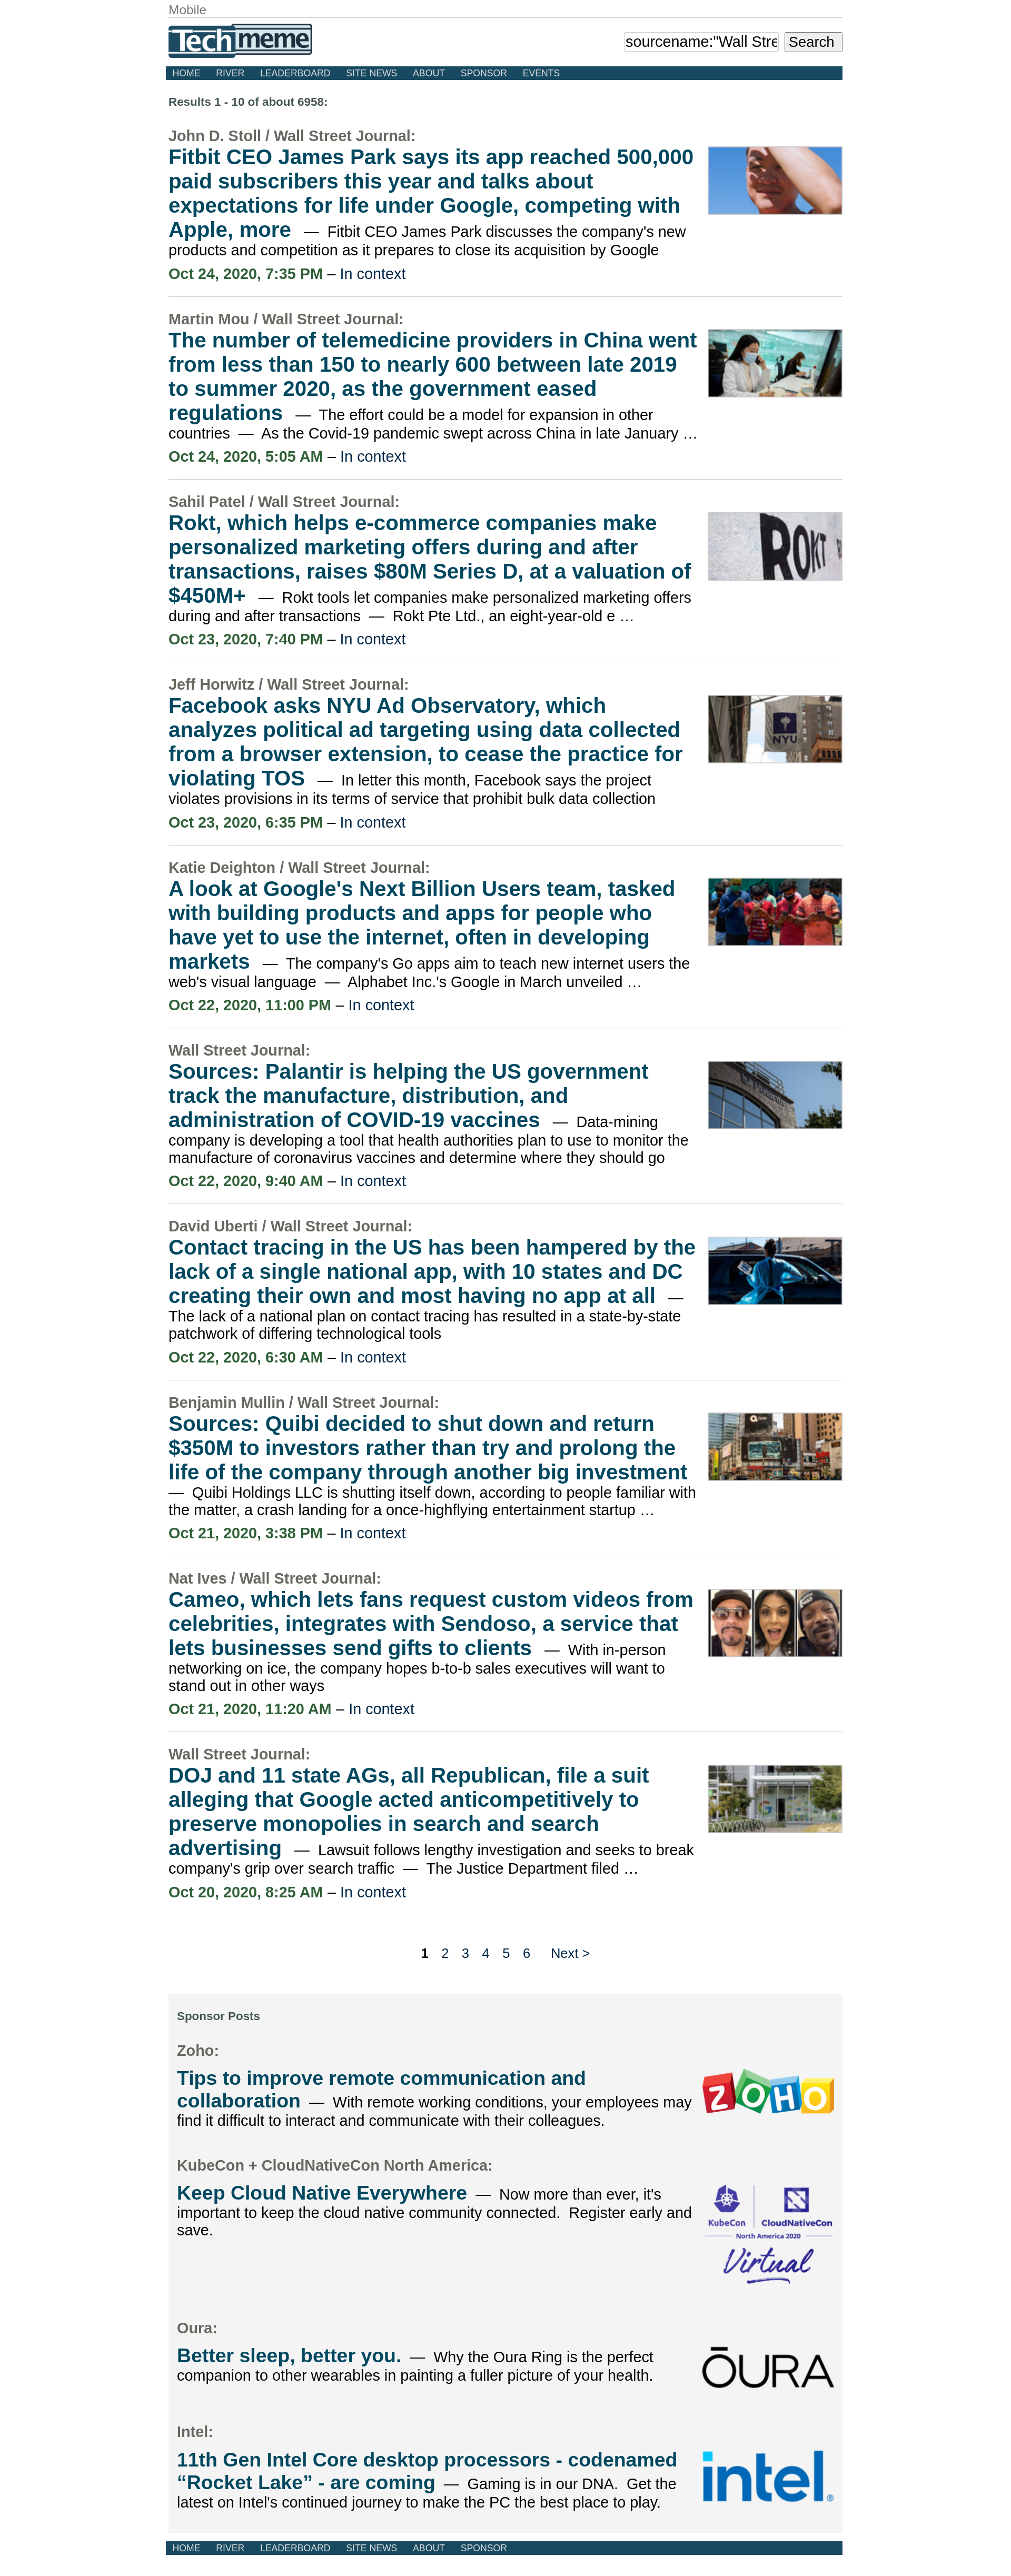 Mobile
Techmeme
sourcename:"Wall Stre
Search
HOME RIVER LEADERBOARD SITE NEWS ABOUT SPONSOR EVENTS
Results 1 - 10 of about 6958:
John D. Stoll / Wall Street Journal:
Fitbit CEO James Park says its app reached 500,000
paid subscribers this year and talks about
expectations for life under Google, competing with
Apple, more — Fitbit CEO James Park discusses the company's new
products and competition as it prepares to close its acquisition by Google
Oct 24, 2020, 7:35 PM – In context
Martin Mou / Wall Street Journal:
The number of telemedicine providers in China went
from less than 150 to nearly 600 between late 2019
to summer 2020, as the government eased
regulations — The effort could be a model for expansion in other
countries — As the Covid-19 pandemic swept across China in late January …
Oct 24, 2020, 5:05 AM – In context
Sahil Patel / Wall Street Journal:
Rokt, which helps e-commerce companies make
personalized marketing offers during and after
transactions, raises $80M Series D, at a valuation of
$450M+ — Rokt tools let companies make personalized marketing offers
during and after transactions — Rokt Pte Ltd., an eight-year-old e …
ROKT
Oct 23, 2020, 7:40 PM – In context
Jeff Horwitz / Wall Street Journal:
Facebook asks NYU Ad Observatory, which
analyzes political ad targeting using data collected
from a browser extension, to cease the practice for
violating TOS — In letter this month, Facebook says the project
violates provisions in its terms of service that prohibit bulk data collection
NYU
Oct 23, 2020, 6:35 PM – In context
Katie Deighton / Wall Street Journal:
A look at Google's Next Billion Users team, tasked
with building products and apps for people who
have yet to use the internet, often in developing
markets — The company's Go apps aim to teach new internet users the
web's visual language — Alphabet Inc.'s Google in March unveiled …
Oct 22, 2020, 11:00 PM – In context
Wall Street Journal:
Sources: Palantir is helping the US government
track the manufacture, distribution, and
administration of COVID-19 vaccines — Data-mining
company is developing a tool that health authorities plan to use to monitor the
manufacture of coronavirus vaccines and determine where they should go
Oct 22, 2020, 9:40 AM – In context
David Uberti / Wall Street Journal:
Contact tracing in the US has been hampered by the
lack of a single national app, with 10 states and DC
creating their own and most having no app at all —
The lack of a national plan on contact tracing has resulted in a state-by-state
patchwork of differing technological tools
Oct 22, 2020, 6:30 AM – In context
Benjamin Mullin / Wall Street Journal:
Sources: Quibi decided to shut down and return
$350M to investors rather than try and prolong the
life of the company through another big investment
— Quibi Holdings LLC is shutting itself down, according to people familiar with
the matter, a crash landing for a once-highflying entertainment startup …
Oct 21, 2020, 3:38 PM – In context
Nat Ives / Wall Street Journal:
Cameo, which lets fans request custom videos from
celebrities, integrates with Sendoso, a service that
lets businesses send gifts to clients — With in-person
networking on ice, the company hopes b-to-b sales executives will want to
stand out in other ways
Oct 21, 2020, 11:20 AM – In context
Wall Street Journal:
DOJ and 11 state AGs, all Republican, file a suit
alleging that Google acted anticompetitively to
preserve monopolies in search and search
advertising — Lawsuit follows lengthy investigation and seeks to break
company's grip over search traffic — The Justice Department filed …
Oct 20, 2020, 8:25 AM – In context
1 2 3 4 5 6 Next >
Sponsor Posts
Zoho:
Tips to improve remote communication and
collaboration — With remote working conditions, your employees may
find it difficult to interact and communicate with their colleagues.
ZOHO
KubeCon + CloudNativeCon North America:
Keep Cloud Native Everywhere — Now more than ever, it's
important to keep the cloud native community connected. Register early and
save.
KubeCon CloudNativeCon
North America 2020
Virtual
Oura:
Better sleep, better you. — Why the Oura Ring is the perfect
companion to other wearables in painting a fuller picture of your health.
ŌURA
Intel:
11th Gen Intel Core desktop processors - codenamed
“Rocket Lake” - are coming — Gaming is in our DNA. Get the
latest on Intel's continued journey to make the PC the best place to play.
intel®
HOME RIVER LEADERBOARD SITE NEWS ABOUT SPONSOR